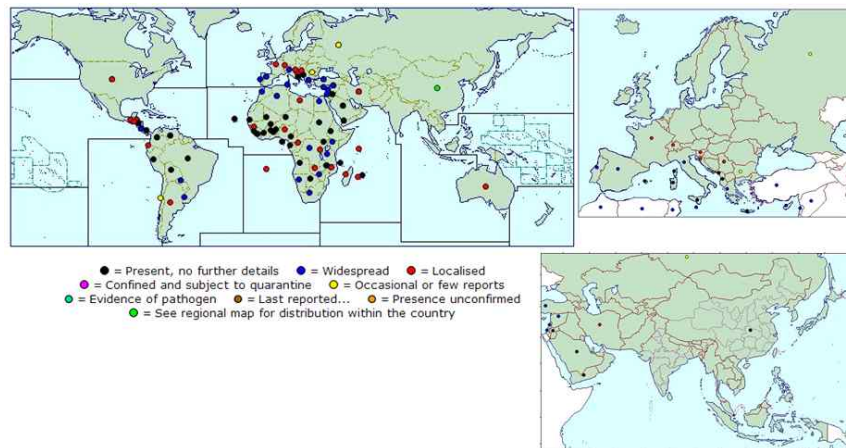 = Present, no further details = Widespread = Localised
= Confined and subject to quarantine = Occasional or few reports
= Evidence of pathogen = Last reported... = Presence unconfirmed
= See regional map for distribution within the country